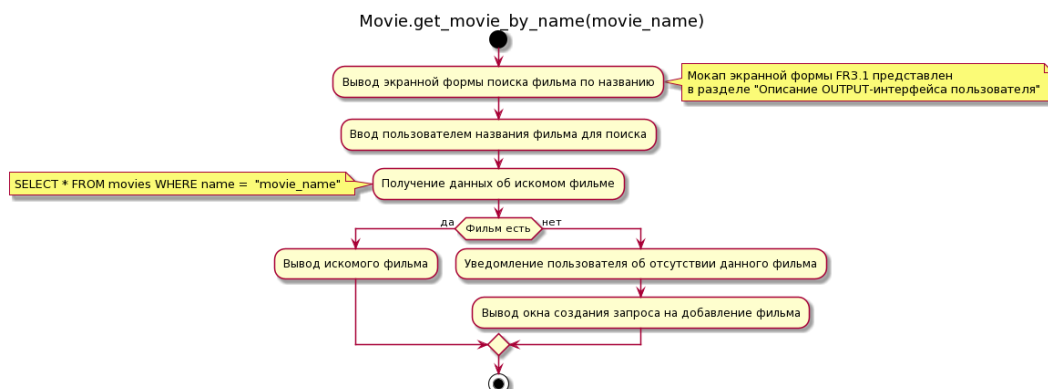 Movie.get_movie_by_name(movie_name)
Вывод экранной формы поиска фильма по названию
Мокап экранной формы FR3.1 представлен
в разделе "Описание OUTPUT-интерфейса пользователя"
Ввод пользователем названия фильма для поиска
SELECT * FROM movies WHERE name =  "movie_name"
Получение данных об искомом фильме
да
Фильм есть
нет
Вывод искомого фильма
Уведомление пользователя об отсутствии данного фильма
Вывод окна создания запроса на добавление фильма